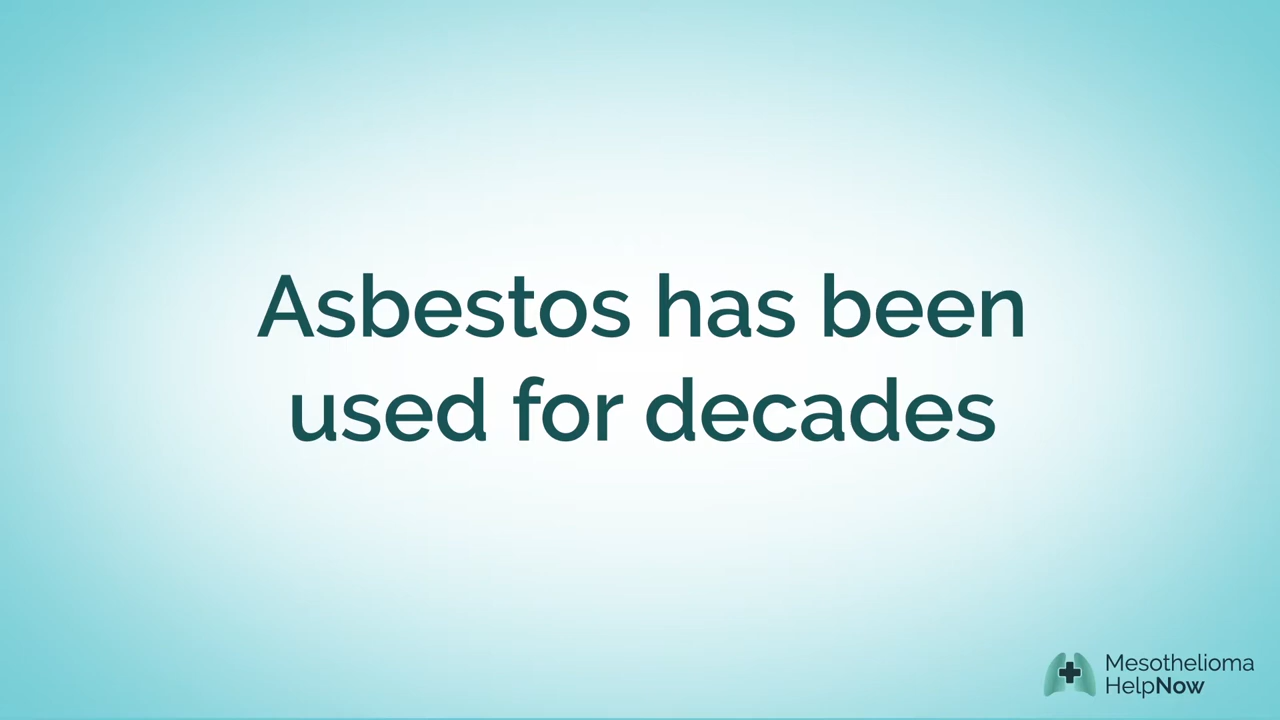 Asbestos has been
used for decades
Mesothelioma
HelpNow